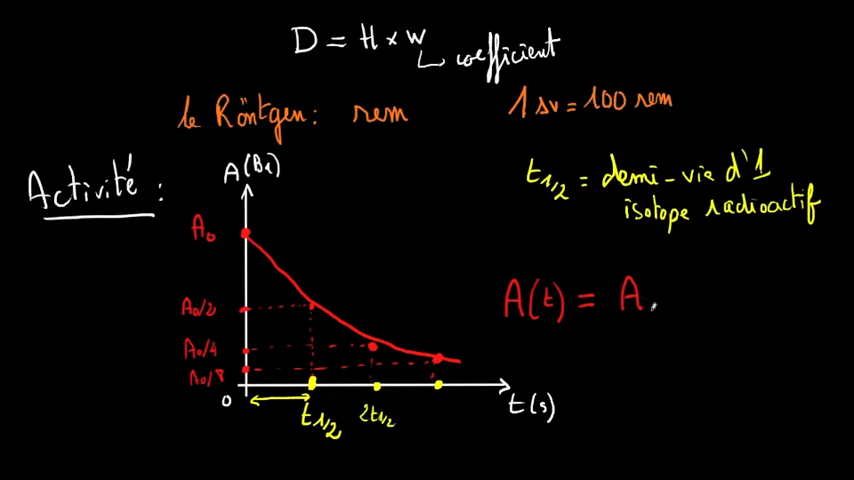 D = H × W
coefficient
le Röntgen : rem
1 sv = 100 rem
Activité :
A (Bq)
t1/2 = demi-vie d'1
isotope radioactif
A0
A0/2
A0/4
A0/8
A(t) = A
0
t1/2
2t1/2
t(s)